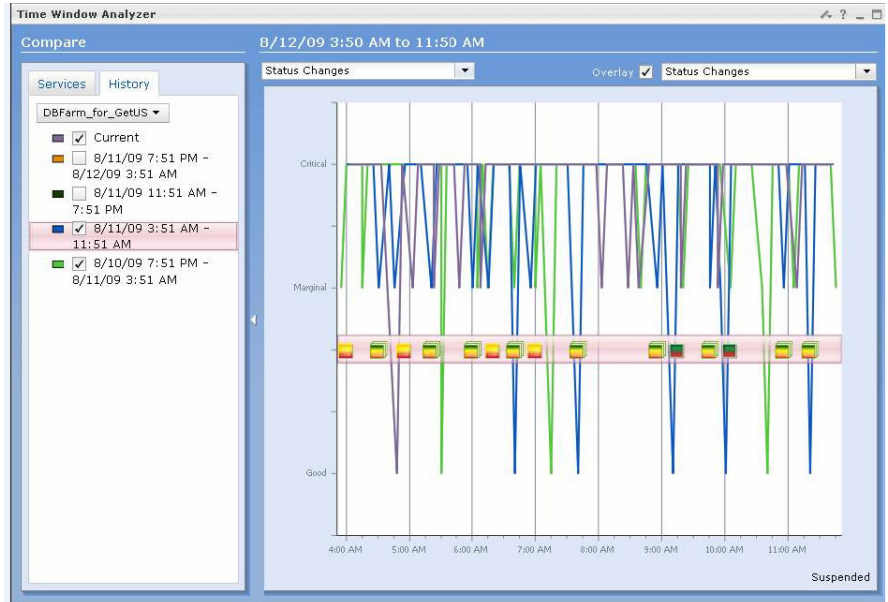 Time Window Analyzer
?
Compare
8/12/09 3:50 AM to 11:50 AM
Services
History
DBFarm_for_GetUS
Current
8/11/09 7:51 PM -
8/12/09 3:51 AM
8/11/09 11:51 AM -
7:51 PM
8/11/09 3:51 AM -
11:51 AM
8/10/09 7:51 PM -
8/11/09 3:51 AM
Status Changes
Overlay
Status Changes
Critical
Marginal
Good
4:00 AM
5:00 AM
6:00 AM
7:00 AM
8:00 AM
9:00 AM
10:00 AM
11:00 AM
Suspended